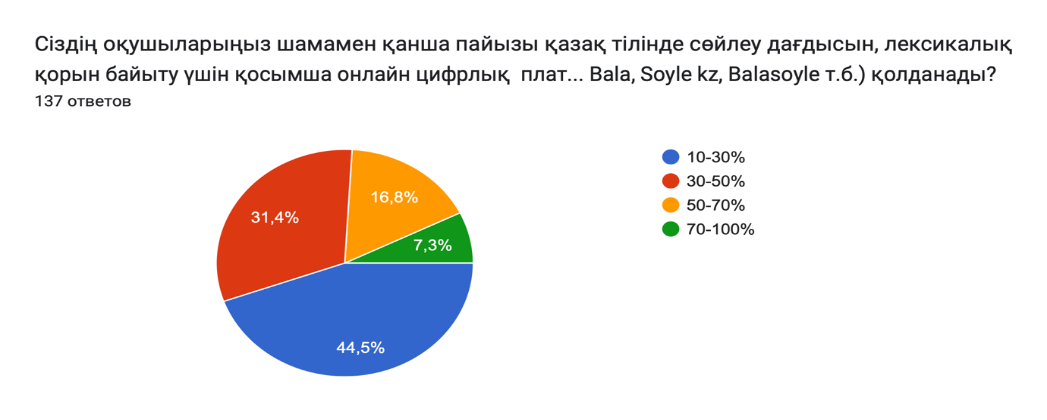 Сіздің оқушыларыңыз шамамен қанша пайызы қазақ тілінде сөйлеу дағдысын, лексикалық
қорын байыту үшін қосымша онлайн цифрлық  плат... Bala, Soyle kz, Balasoyle т.б.) қолданады?
137 ответов
10-30%
30-50%
50-70%
70-100%
31,4%
16,8%
7,3%
44,5%